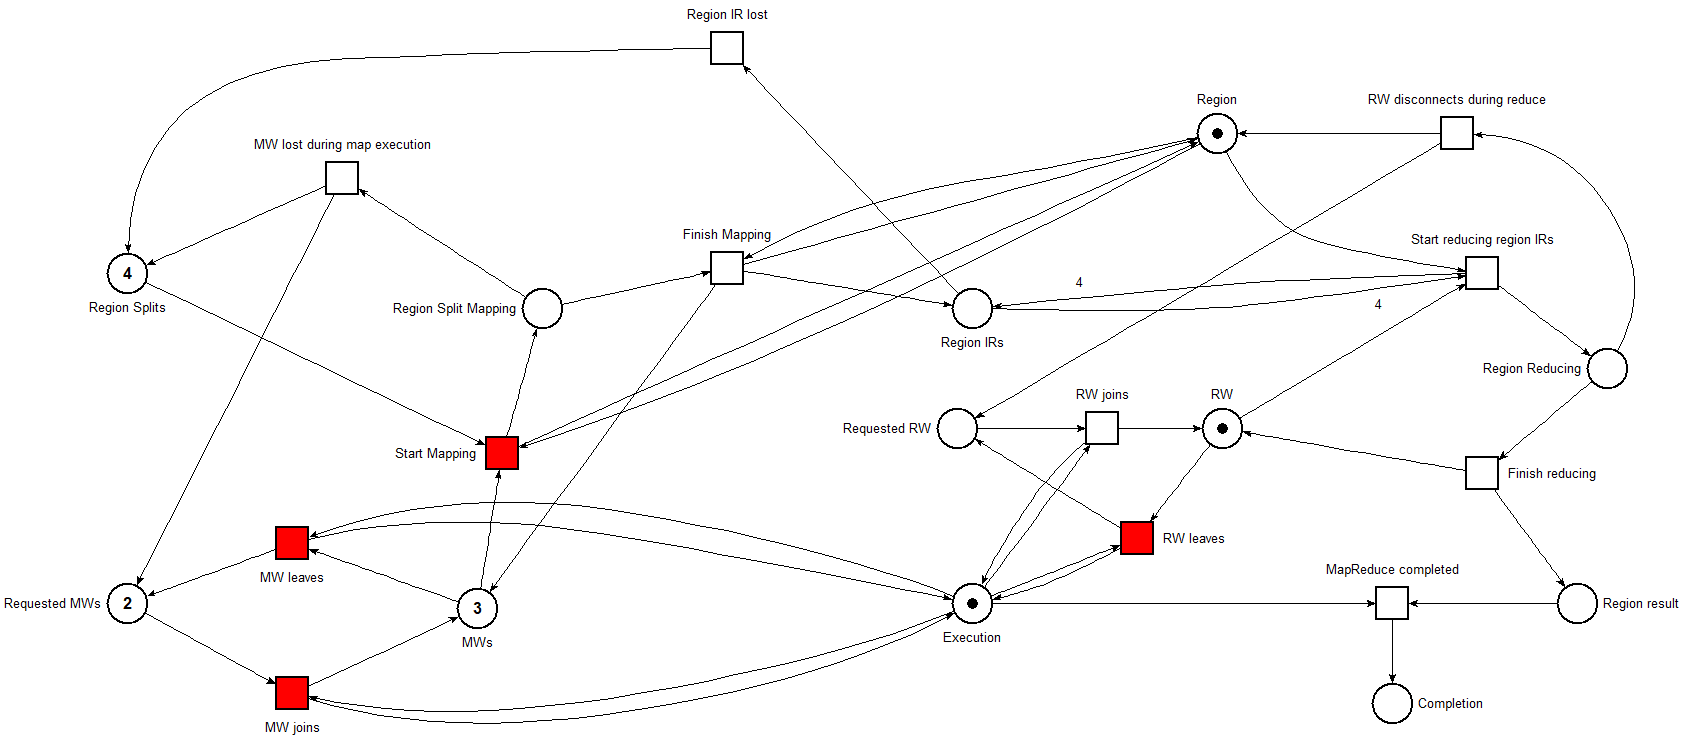 Region IR lost
Region
RW disconnects during reduce
MW lost during map execution
Finish Mapping
Start reducing region IRs
4
4
Region Splits
Region Split Mapping
4
Region IRs
Region Reducing
RW joins
RW
Requested RW
Start Mapping
Finish reducing
RW leaves
MW leaves
MapReduce completed
Requested MWs
2
3
Region result
MWs
Execution
MW joins
Completion